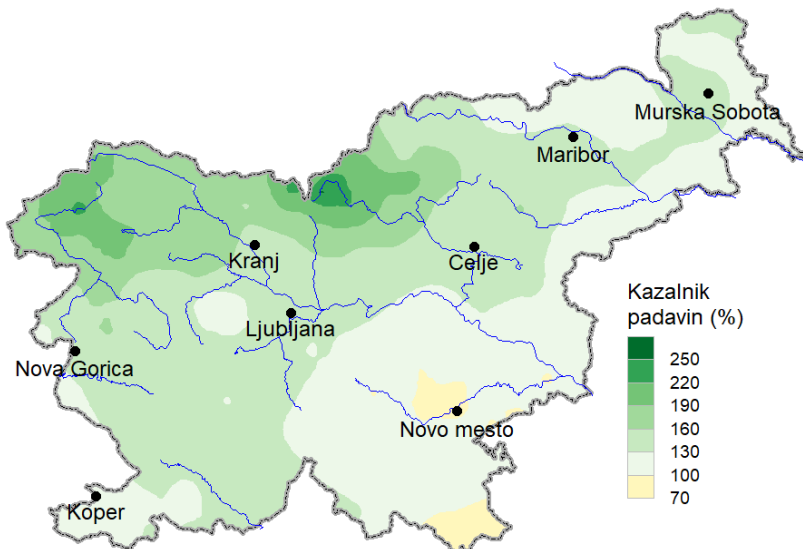 Murska Sobota
Maribor
Kranj
Celje
Ljubljana
Nova Gorica
Novo mesto
Koper
Kazalnik
padavin (%)
250
220
190
160
130
100
70